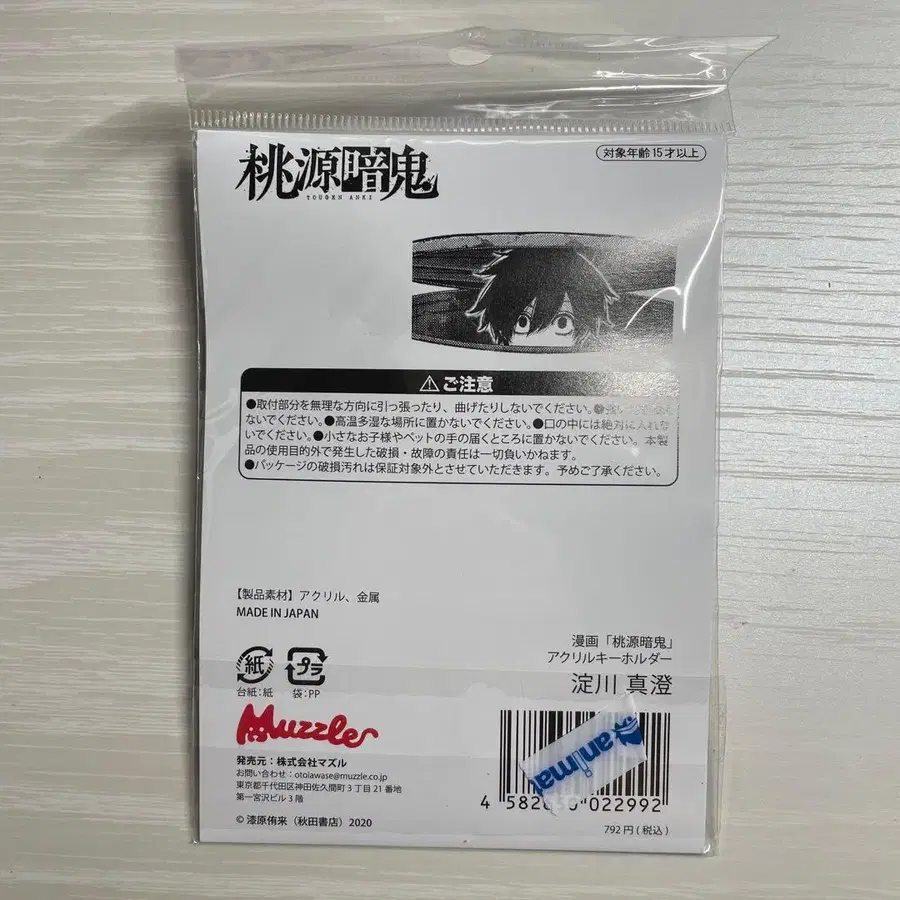 桃源暗鬼
TOUGEN ANKI
対象年齢15才以上
⚠ご注意
●取付部分を無理な方向に引っ張ったり、曲げたりしないでください。●強い
ないでください。●高温多湿な場所に置かないでください。●口の中には絶対に入れな
いでください。●小さなお子様やペットの手の届くところに置かないでください。本製
品の使用目的外で発生した破損・故障の責任は一切負いかねます。
●パッケージの破損汚れは保証対象外とさせていただきます。予めご了承ください。
【製品素材】アクリル、金属
MADE IN JAPAN
紙
プラ
台紙:紙 袋:PP
漫画「桃源暗鬼」
アクリルキーホルダー
淀川 真澄
Muzzle
発売元:株式会社マズル
お問い合わせ:otoiawase@muzzle.co.jp
東京都千代田区神田佐久間町3丁目21番地
第一宮沢ビル3階
© 漆原侑来(秋田書店)2020
animat
4 582630 022992
792円(税込)